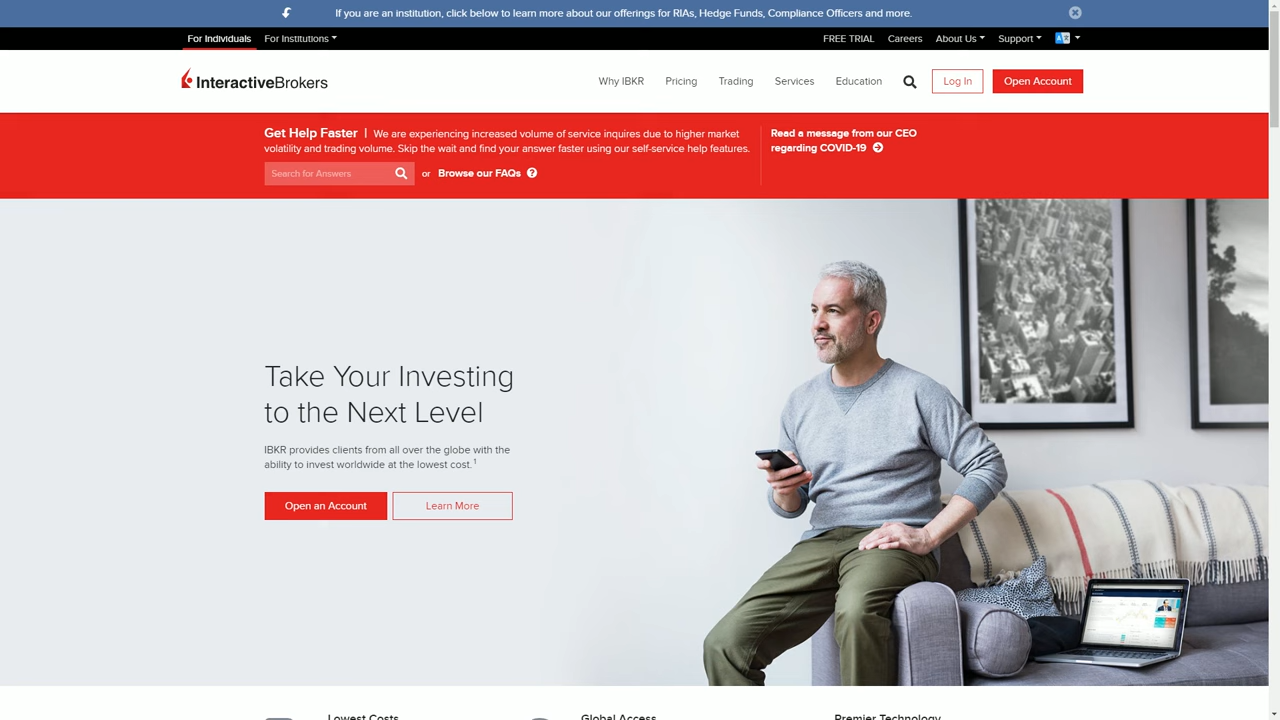 If you are an institution, click below to learn more about our offerings for RIAs, Hedge Funds, Compliance Officers and more.
For Individuals
For Institutions
FREE TRIAL
Careers
About Us
Support
InteractiveBrokers
Why IBKR
Pricing
Trading
Services
Education
Log In
Open Account
Get Help Faster | We are experiencing increased volume of service inquires due to higher market
volatility and trading volume. Skip the wait and find your answer faster using our self-service help features.
Search for Answers
or
Browse our FAQs
Read a message from our CEO
regarding COVID-19
Take Your Investing
to the Next Level
IBKR provides clients from all over the globe with the
ability to invest worldwide at the lowest cost.1
Open an Account
Learn More
Lowest Costs
Global Access
Premier Technology